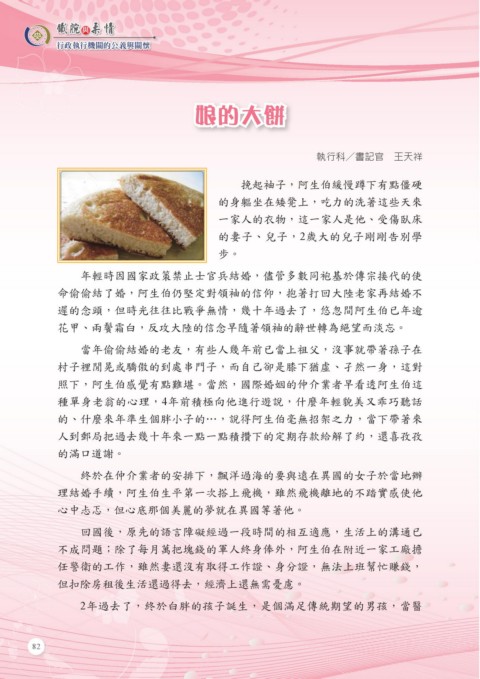 鐵腕與柔情
行政執行機關的公義與關懷
娘的大餅
執行科／書記官　王天祥
挽起袖子，阿生伯緩慢蹲下有點僵硬
的身軀坐在矮凳上，吃力的洗著這些天來
一家人的衣物，這一家人是他、受傷臥床
的妻子、兒子，2歲大的兒子剛剛告別學
步。
年輕時因國家政策禁止士官兵結婚，儘管多數同袍基於傳宗接代的使
命偷偷結了婚，阿生伯仍堅定對領袖的信仰，抱著打回大陸老家再結婚不
遲的念頭，但時光往往比戰爭無情，幾十年過去了，悠忽間阿生伯已年逾
花甲、兩鬢霜白，反攻大陸的信念早隨著領袖的辭世轉為絕望而淡忘。
當年偷偷結婚的老友，有些人幾年前已當上祖父，沒事就帶著孫子在
村子裡閒晃或驕傲的到處串門子，而自己卻是膝下猶虛、孑然一身，這對
照下，阿生伯感覺有點難堪。當然，國際婚姻的仲介業者早看透阿生伯這
種單身老翁的心理，4年前積極向他進行遊說，什麼年輕貌美又乖巧聽話
的、什麼來年準生個胖小子的…，說得阿生伯毫無招架之力，當下帶著來
人到郵局把過去幾十年來一點一點積攢下的定期存款給解了約，還喜孜孜
的滿口道謝。
終於在仲介業者的安排下，飄洋過海的要與遠在異國的女子於當地辦
理結婚手續，阿生伯生平第一次搭上飛機，雖然飛機離地的不踏實感使他
心中忐忑，但心底那個美麗的夢就在異國等著他。
回國後，原先的語言障礙經過一段時間的相互適應，生活上的溝通已
不成問題；除了每月萬把塊錢的軍人終身俸外，阿生伯在附近一家工廠擔
任警衛的工作，雖然妻還沒有取得工作證、身分證，無法上班幫忙賺錢，
但扣除房租後生活還過得去，經濟上還無需憂慮。
2年過去了，終於白胖的孩子誕生，是個滿足傳統期望的男孩，當醫
82